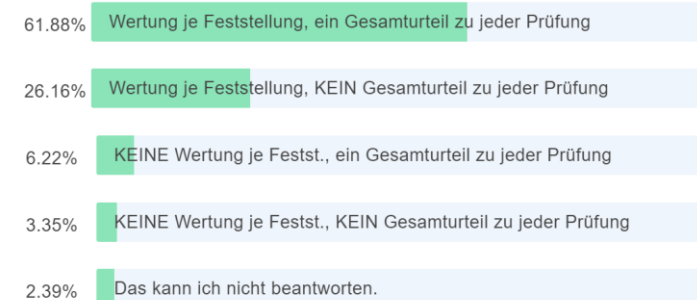 61.88% Wertung je Feststellung, ein Gesamturteil zu jeder Prüfung
26.16% Wertung je Feststellung, KEIN Gesamturteil zu jeder Prüfung
6.22% KEINE Wertung je Festst., ein Gesamturteil zu jeder Prüfung
3.35% KEINE Wertung je Festst., KEIN Gesamturteil zu jeder Prüfung
2.39% Das kann ich nicht beantworten.